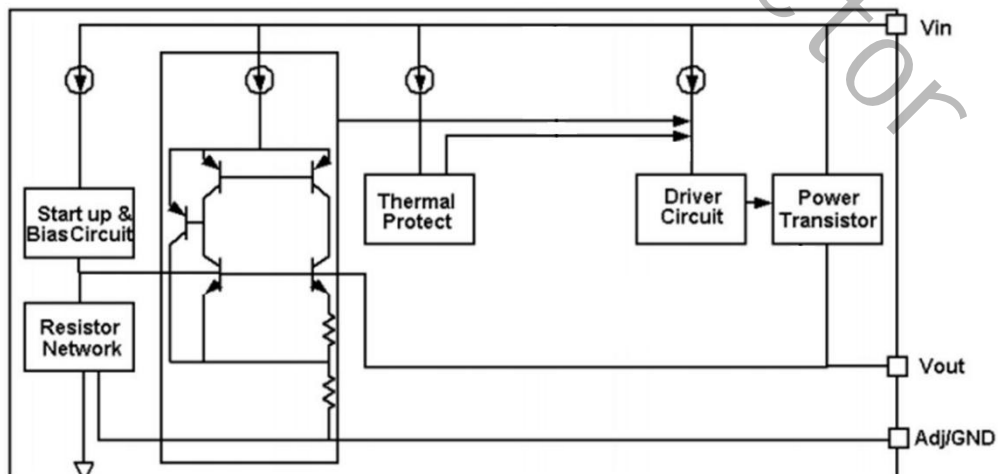 Vin
Start up &
Bias Circuit
Thermal
Protect
Driver
Circuit
Power
Transistor
Resistor
Network
Vout
Adj/GND